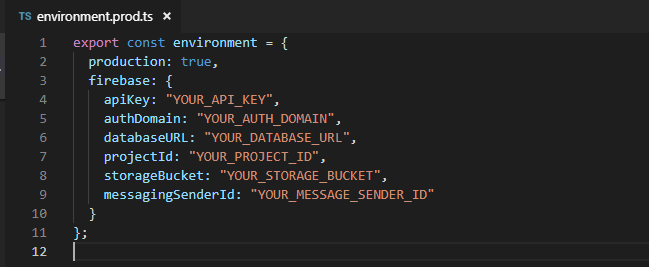 TS environment.prod.ts ×
1 export const environment = {
2   production: true,
3   firebase: {
4     apiKey: "YOUR_API_KEY",
5     authDomain: "YOUR_AUTH_DOMAIN",
6     databaseURL: "YOUR_DATABASE_URL",
7     projectId: "YOUR_PROJECT_ID",
8     storageBucket: "YOUR_STORAGE_BUCKET",
9     messagingSenderId: "YOUR_MESSAGE_SENDER_ID"
10   }
11 };
12